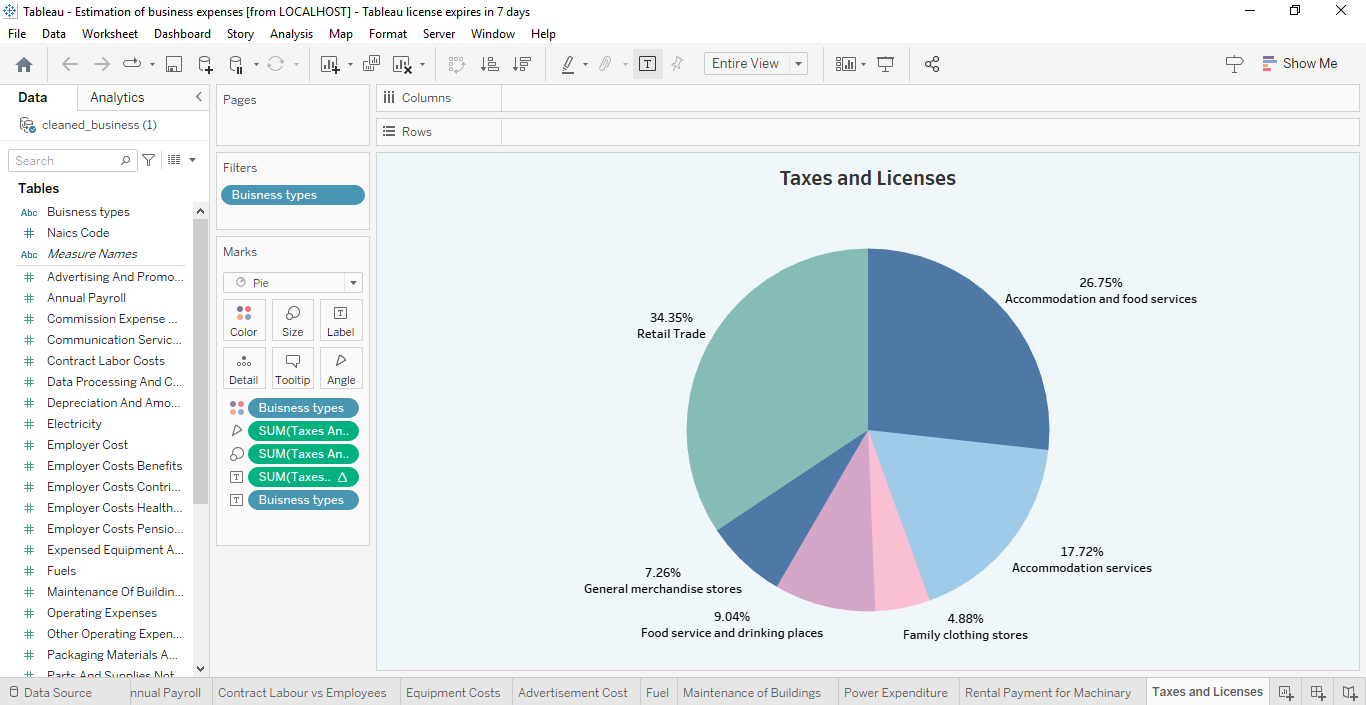 Tableau - Estimation of business expenses [from LOCALHOST] - Tableau license expires in 7 days
File Data Worksheet Dashboard Story Analysis Map Format Server Window Help
Entire View
Show Me
Data Analytics
cleaned_business (1)
Search
Tables
Abc Buisness types
# Naics Code
Abc Measure Names
# Advertising And Promo...
# Annual Payroll
# Commission Expense ...
# Communication Servic...
# Contract Labor Costs
# Data Processing And C...
# Depreciation And Amo...
# Electricity
# Employer Cost
# Employer Costs Benefits
# Employer Costs Contri...
# Employer Costs Health...
# Employer Costs Pensio...
# Expensed Equipment A...
# Fuels
# Maintenance Of Buildin...
# Operating Expenses
# Other Operating Expen...
# Packaging Materials A...
# Parts And Supplies Not
Pages
Filters
Buisness types
Marks
Pie
Color Size Label
Detail Tooltip Angle
Buisness types
SUM(Taxes An..
SUM(Taxes An..
SUM(Taxes.. Δ
Buisness types
Columns
Rows
Taxes and Licenses
26.75%
Accommodation and food services
34.35%
Retail Trade
17.72%
Accommodation services
7.26%
General merchandise stores
9.04%
Food service and drinking places
4.88%
Family clothing stores
Data Source nnual Payroll Contract Labour vs Employees Equipment Costs Advertisement Cost Fuel Maintenance of Buildings Power Expenditure Rental Payment for Machinary Taxes and Licenses